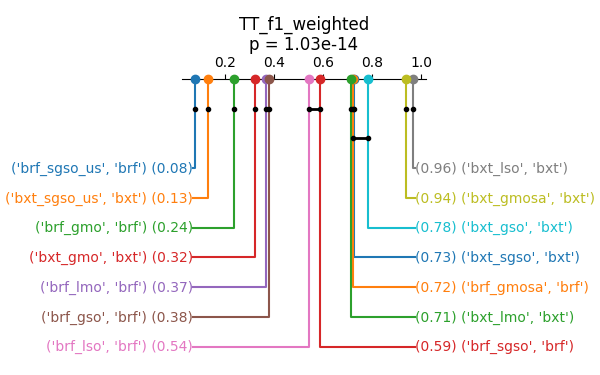 TT_f1_weighted
p = 1.03e-14
0.2 0.4 0.6 0.8 1.0
('brf_sgso_us', 'brf') (0.08) (0.96) ('bxt_lso', 'bxt')
('bxt_sgso_us', 'bxt') (0.13) (0.94) ('bxt_gmosa', 'bxt')
('brf_gmo', 'brf') (0.24) (0.78) ('bxt_gso', 'bxt')
('bxt_gmo', 'bxt') (0.32) (0.73) ('bxt_sgso', 'bxt')
('brf_lmo', 'brf') (0.37) (0.72) ('brf_gmosa', 'brf')
('brf_gso', 'brf') (0.38) (0.71) ('bxt_lmo', 'bxt')
('brf_lso', 'brf') (0.54) (0.59) ('brf_sgso', 'brf')